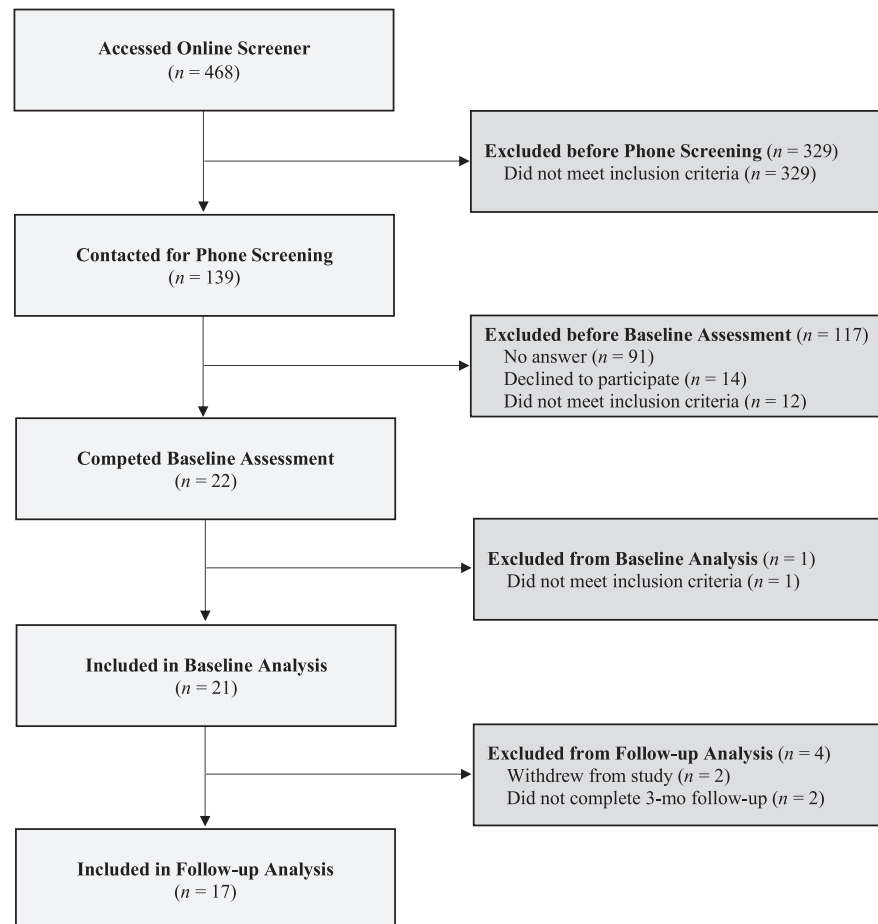 Accessed Online Screener
(n = 468)
Excluded before Phone Screening (n = 329)
Did not meet inclusion criteria (n = 329)
Contacted for Phone Screening
(n = 139)
Excluded before Baseline Assessment (n = 117)
No answer (n = 91)
Declined to participate (n = 14)
Did not meet inclusion criteria (n = 12)
Competed Baseline Assessment
(n = 22)
Excluded from Baseline Analysis (n = 1)
Did not meet inclusion criteria (n = 1)
Included in Baseline Analysis
(n = 21)
Excluded from Follow-up Analysis (n = 4)
Withdrew from study (n = 2)
Did not complete 3-mo follow-up (n = 2)
Included in Follow-up Analysis
(n = 17)